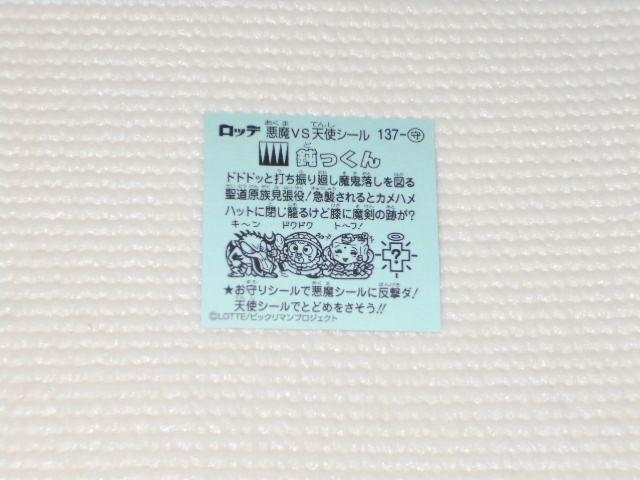 ロッテ 悪魔VS天使シール 137-守
鈍っくん
ドドドッと打ち振り廻し魔鬼落しを図る
聖道原族見張役!急襲されるとカメハメ
ハットに閉じ籠るけど膝に魔剣の跡が?
キ〜ン ドクドク ト〜フ!
?
★お守りシールで悪魔シールに反撃ダ!
天使シールでとどめをさそう!!
©LOTTE/ビックリマンプロジェクト